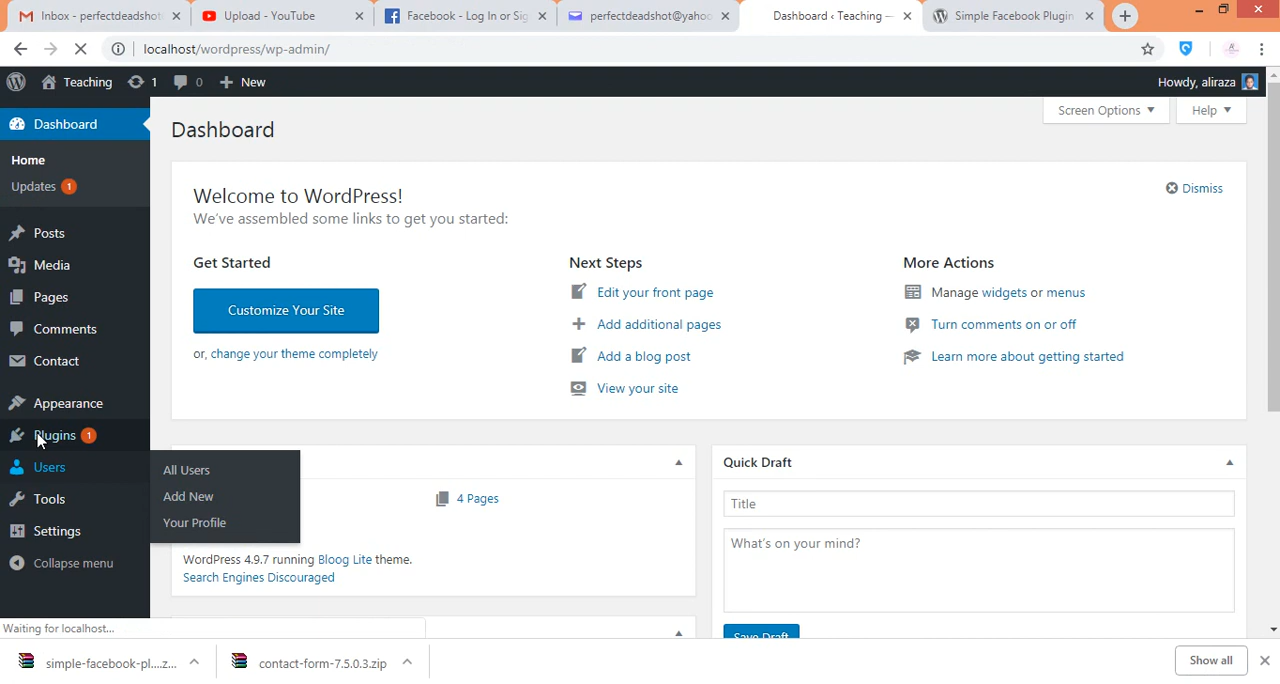 Inbox - perfectdeadshot
Upload - YouTube
Facebook - Log In or Sig
perfectdeadshot@yahoo
Dashboard ‹ Teaching —
Simple Facebook Plugin
localhost/wordpress/wp-admin/
Teaching
1
0
New
Howdy, aliraza
Dashboard
Home
Updates 1
Posts
Media
Pages
Comments
Contact
Appearance
Plugins 1
Users
Tools
Settings
Collapse menu
All Users
Add New
Your Profile
Screen Options
Help
Dashboard
Welcome to WordPress!
We've assembled some links to get you started:
Dismiss
Get Started
Customize Your Site
or, change your theme completely
Next Steps
Edit your front page
Add additional pages
Add a blog post
View your site
More Actions
Manage widgets or menus
Turn comments on or off
Learn more about getting started
4 Pages
WordPress 4.9.7 running Bloog Lite theme.
Search Engines Discouraged
Quick Draft
Title
What's on your mind?
Save Draft
Waiting for localhost...
simple-facebook-pl....z...
contact-form-7.5.0.3.zip
Show all